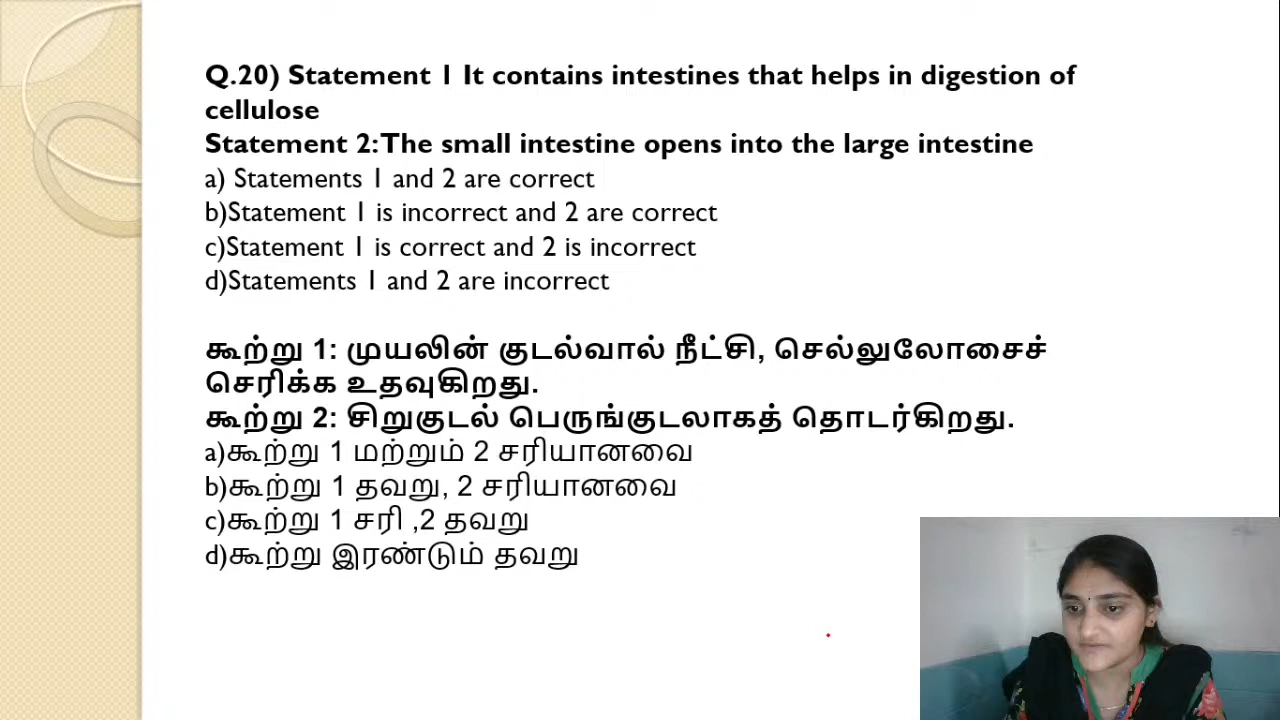 Q.20) Statement 1 It contains intestines that helps in digestion of
cellulose
Statement 2:The small intestine opens into the large intestine
a) Statements 1 and 2 are correct
b)Statement 1 is incorrect and 2 are correct
c)Statement 1 is correct and 2 is incorrect
d)Statements 1 and 2 are incorrect
கூற்று 1: முயலின் குடல்வால் நீட்சி, செல்லுலோசைச்
செரிக்க உதவுகிறது.
கூற்று 2: சிறுகுடல் பெருங்குடலாகத் தொடர்கிறது.
a)கூற்று 1 மற்றும் 2 சரியானவை
b)கூற்று 1 தவறு, 2 சரியானவை
c)கூற்று 1 சரி ,2 தவறு
d)கூற்று இரண்டும் தவறு